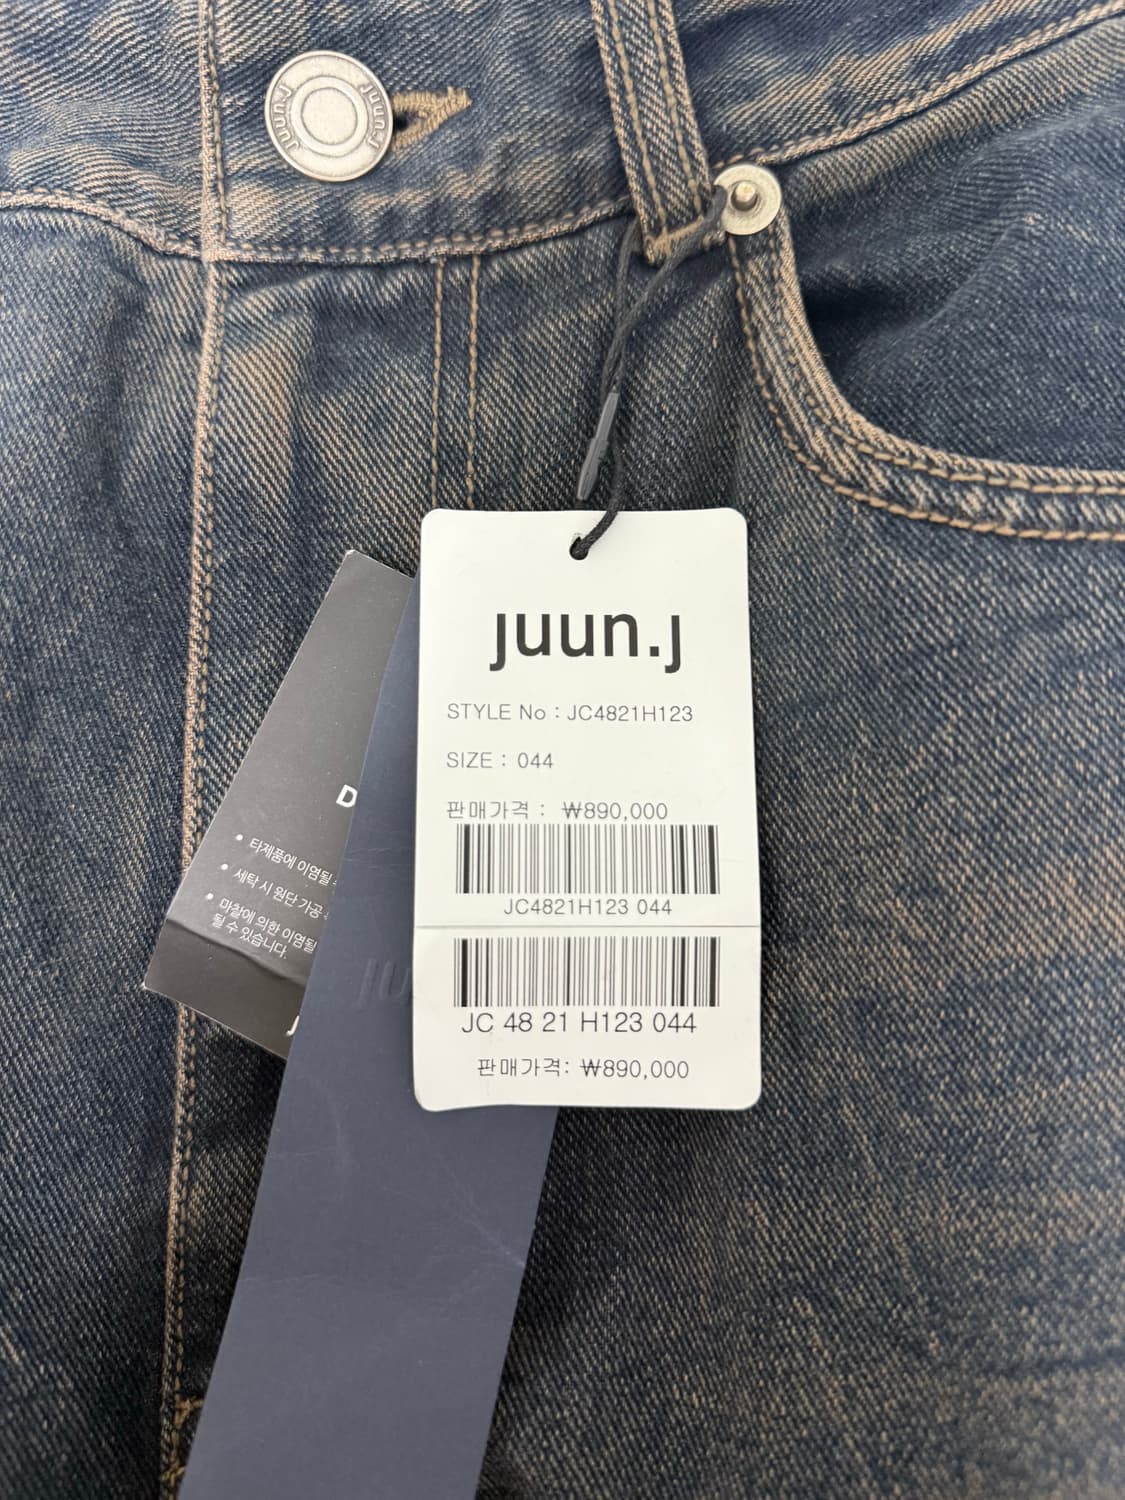 juun.J
juun.J
juun.j
STYLE No : JC4821H123
SIZE : 044
판매가격 : ₩890,000
JC4821H123 044
JC 48 21 H123 044
판매가격: ₩890,000
D
• 타제품에 이염될
• 세탁 시 원단 가공
• 마찰에 의한 이염될
될 수 있습니다.
J
JU